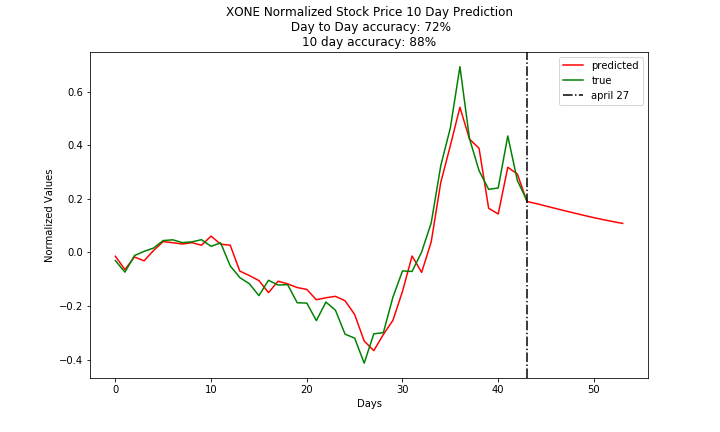 XONE Normalized Stock Price 10 Day Prediction
Day to Day accuracy: 72%
10 day accuracy: 88%
predicted
true
april 27
Normalized Values
0.6
0.4
0.2
0.0
−0.2
−0.4
0 10 20 30 40 50
Days